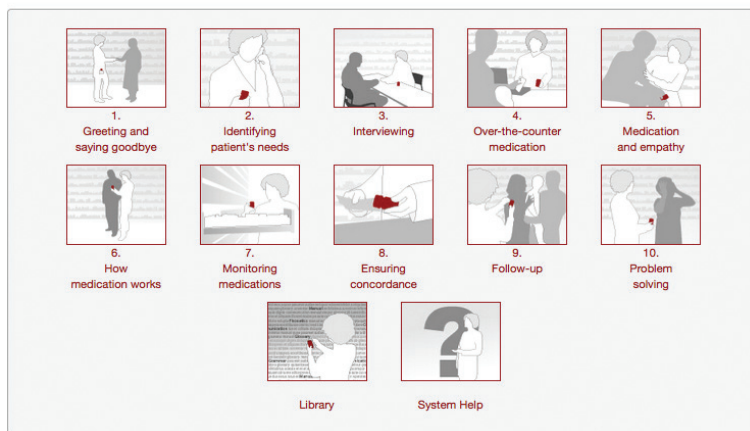 1.
Greeting and
saying goodbye
2.
Identifying
patient's needs
3.
Interviewing
4.
Over-the-counter
medication
5.
Medication
and empathy
6.
How
medication works
7.
Monitoring
medications
8.
Ensuring
concordance
9.
Follow-up
10.
Problem
solving
Library
System Help